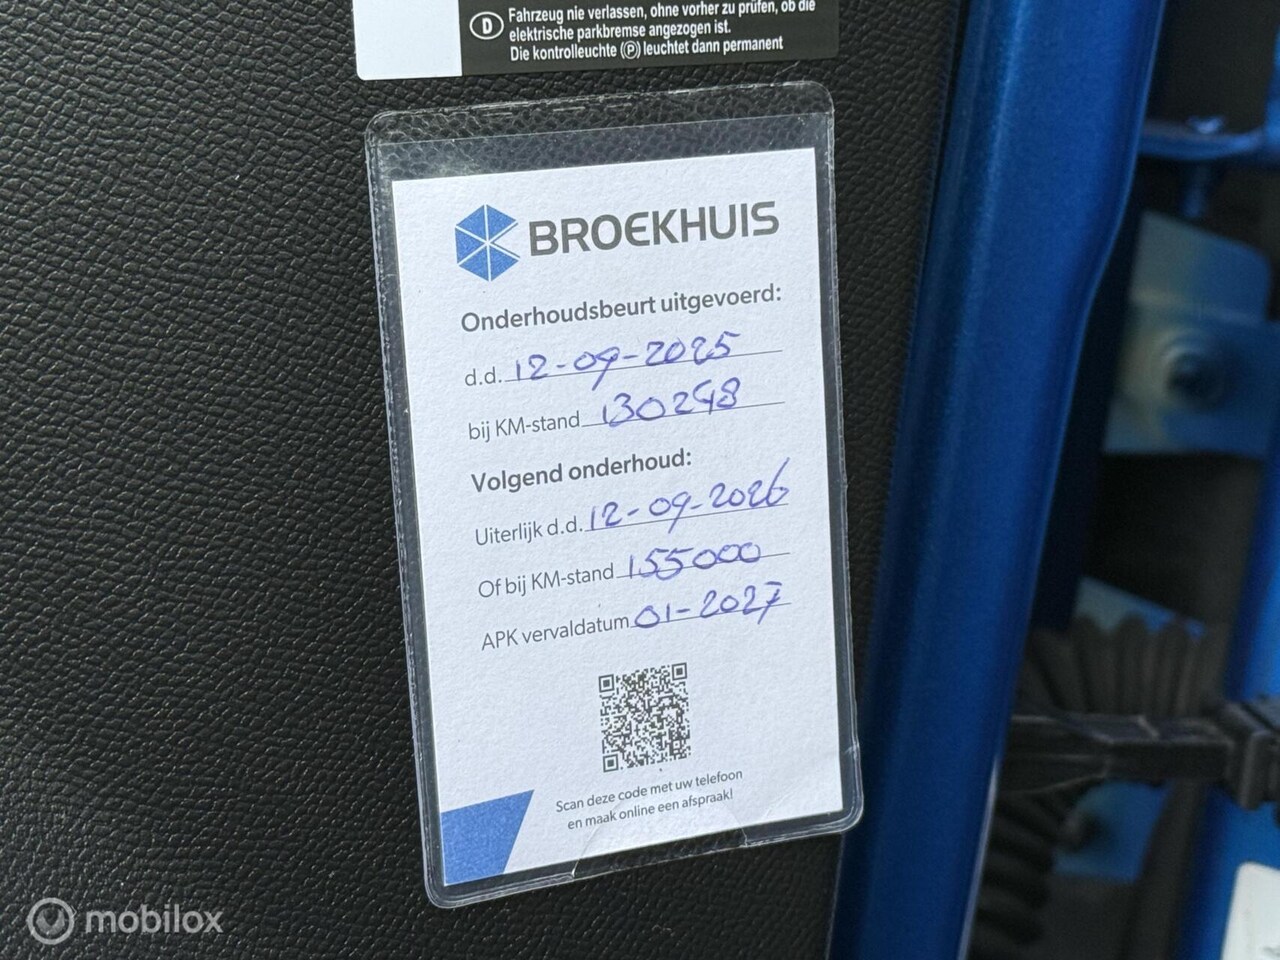 D Fahrzeug nie verlassen, ohne vorher zu prüfen, ob die
elektrische parkbremse angezogen ist.
Die kontrolleuchte (P) leuchtet dann permanent
BROEKHUIS
Onderhoudsbeurt uitgevoerd:
d.d. 12-09-2025
bij KM-stand 130248
Volgend onderhoud:
Uiterlijk d.d. 12-09-2026
Of bij KM-stand 155000
APK vervaldatum 01-2027
Scan deze code met uw telefoon
en maak online een afspraak!
mobilox